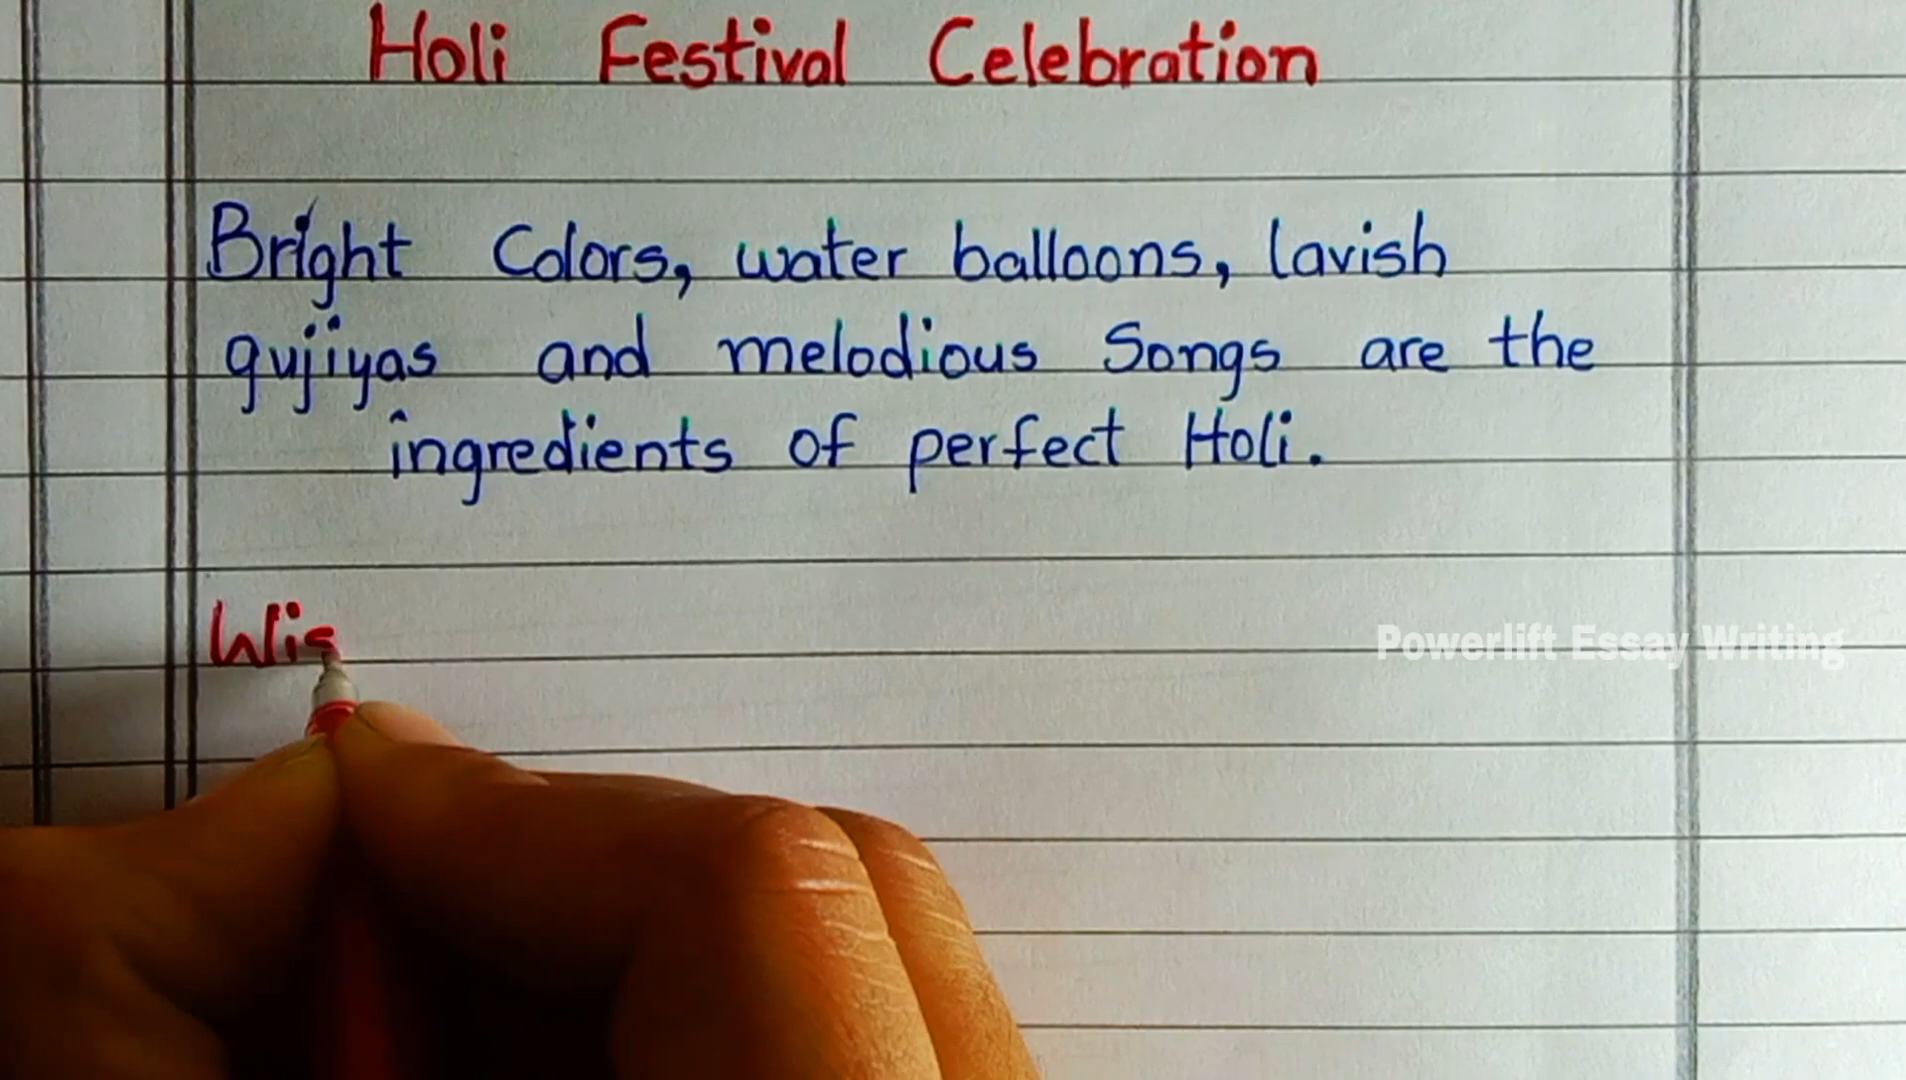 Holi Festival Celebration
Bright Colors, water balloons, lavish
gujiyas and melodious Songs are the
ingredients of perfect Holi.
Wis
Powerlift Essay Writing